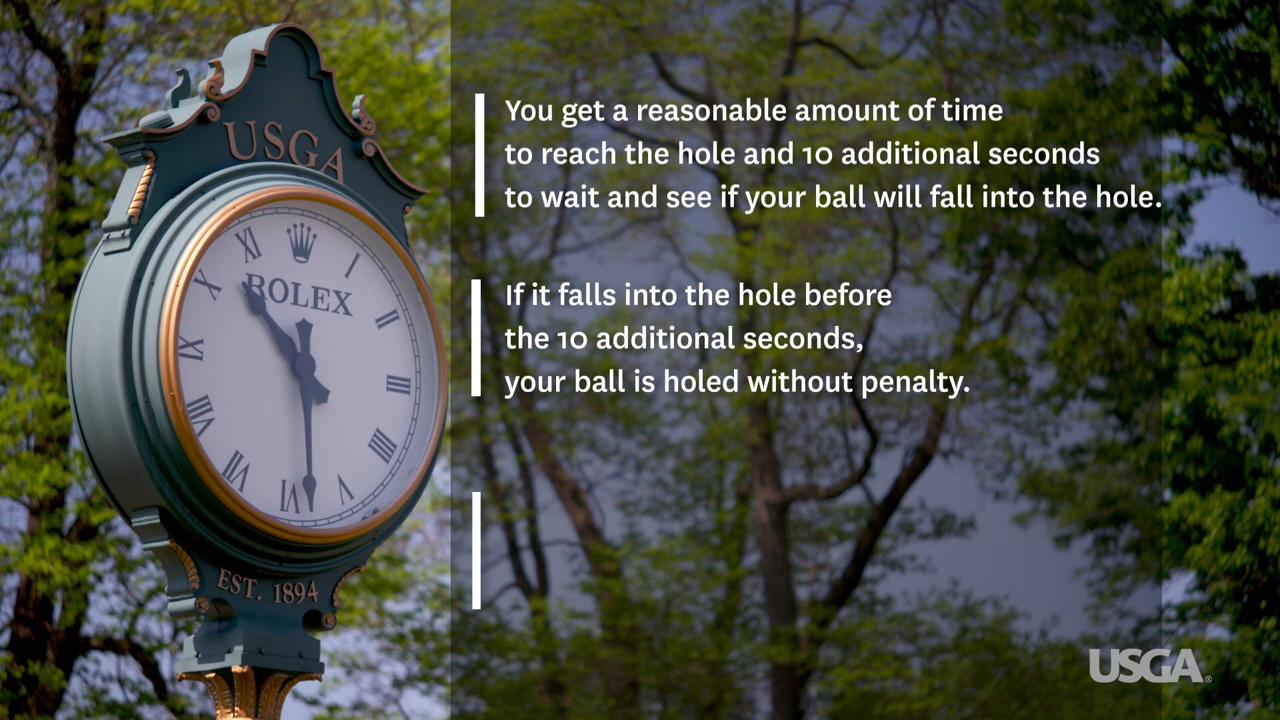 USGA
XI
I
ROLEX
X
II
IX
III
VIII
IIII
VII
VI
V
EST. 1894
You get a reasonable amount of time
to reach the hole and 10 additional seconds
to wait and see if your ball will fall into the hole.
If it falls into the hole before
the 10 additional seconds,
your ball is holed without penalty.
USGA®